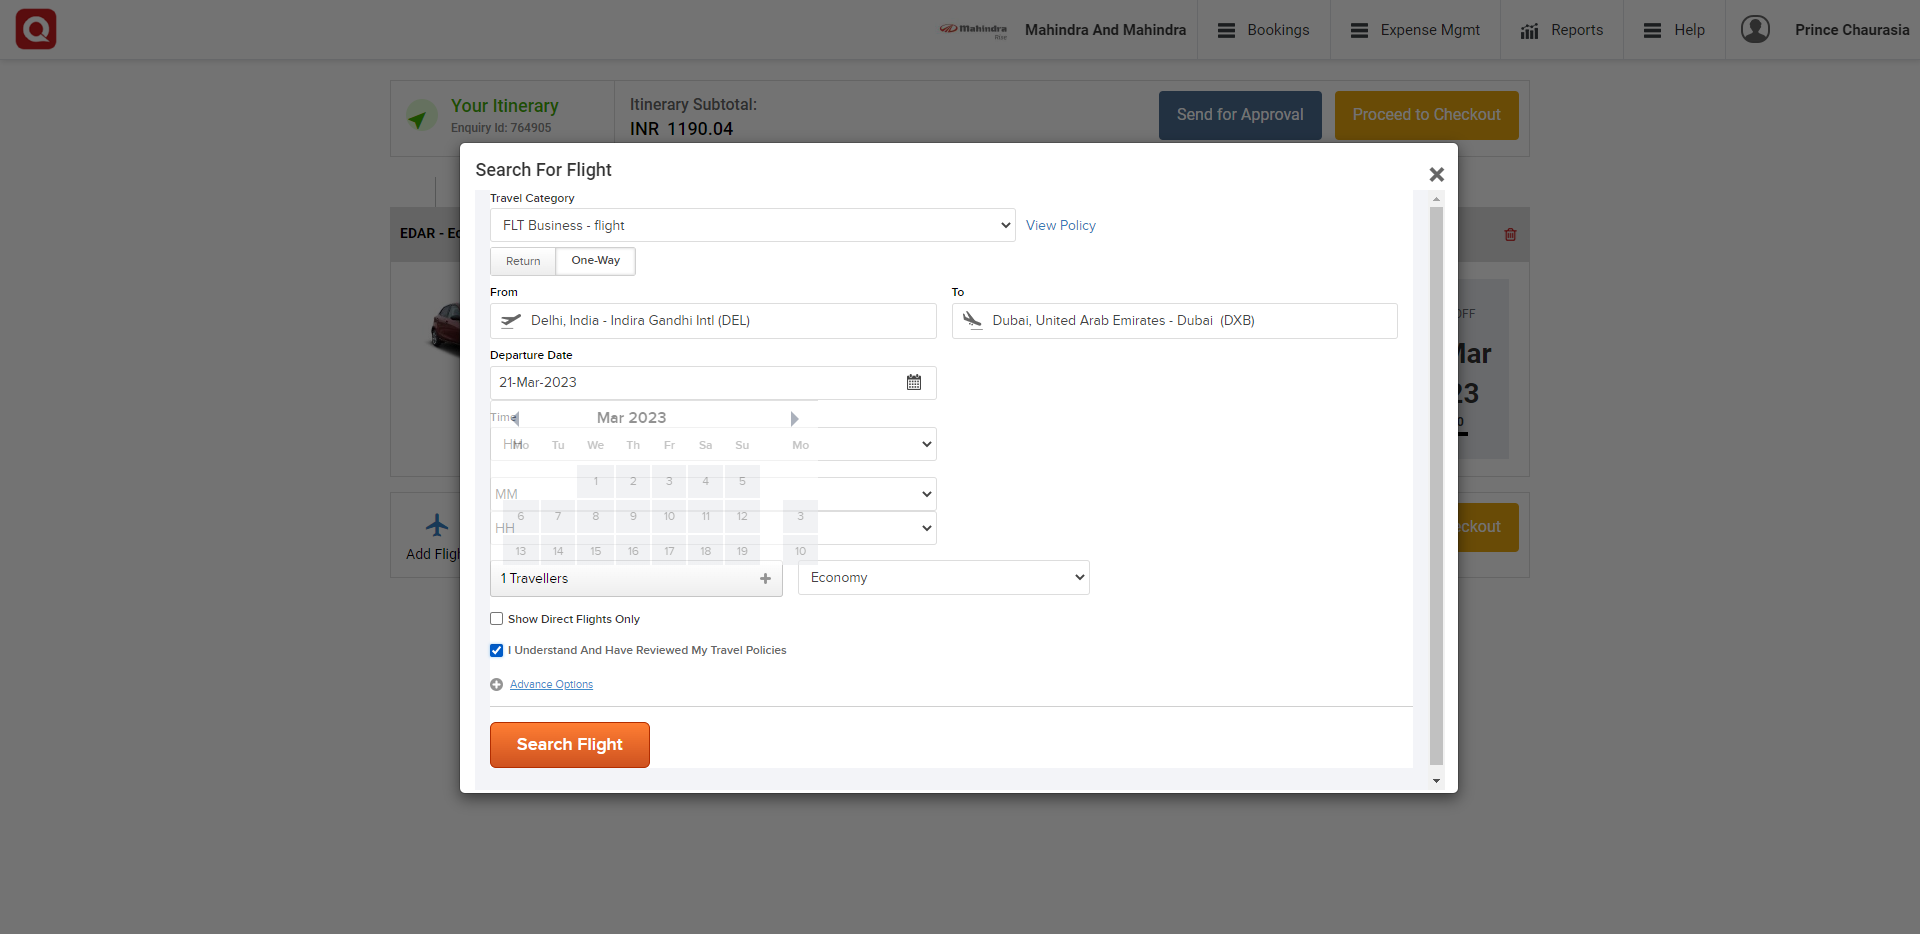 Mahindra
Rise
Mahindra And Mahindra
Bookings
Expense Mgmt
Reports
Help
Prince Chaurasia
Your Itinerary
Enquiry Id: 764905
Itinerary Subtotal:
INR 1190.04
Send for Approval
Proceed to Checkout
Search For Flight
Travel Category
FLT Business - flight
View Policy
EDAR - Ec
Return
One-Way
From
To
Delhi, India - Indira Gandhi Intl (DEL)
Dubai, United Arab Emirates - Dubai (DXB)
OFF
Mar
23
0
Departure Date
21-Mar-2023
Time
Mar 2023
HH
Mo Tu We Th Fr Sa Su Mo
1 2 3 4 5
MM
6 7 8 9 10 11 12 3
HH
13 14 15 16 17 18 19 10
Add Fligh
eckout
1 Travellers
Economy
Show Direct Flights Only
I Understand And Have Reviewed My Travel Policies
Advance Options
Search Flight